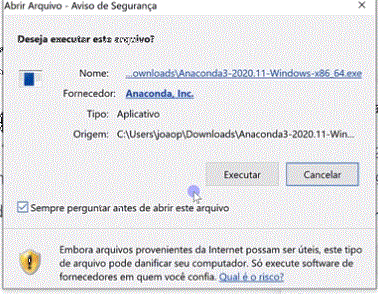 Abrir Arquivo - Aviso de Segurança
Deseja executar este arquivo?
Nome: ...ownloads\Anaconda3-2020.11-Windows-x86_64.exe
Fornecedor: Anaconda, Inc.
Tipo: Aplicativo
Origem: C:\Users\joaop\Downloads\Anaconda3-2020.11-Win...
Executar Cancelar
Sempre perguntar antes de abrir este arquivo
Embora arquivos provenientes da Internet possam ser úteis, este tipo
de arquivo pode danificar seu computador. Só execute software de
fornecedores em quem você confia. Qual é o risco?